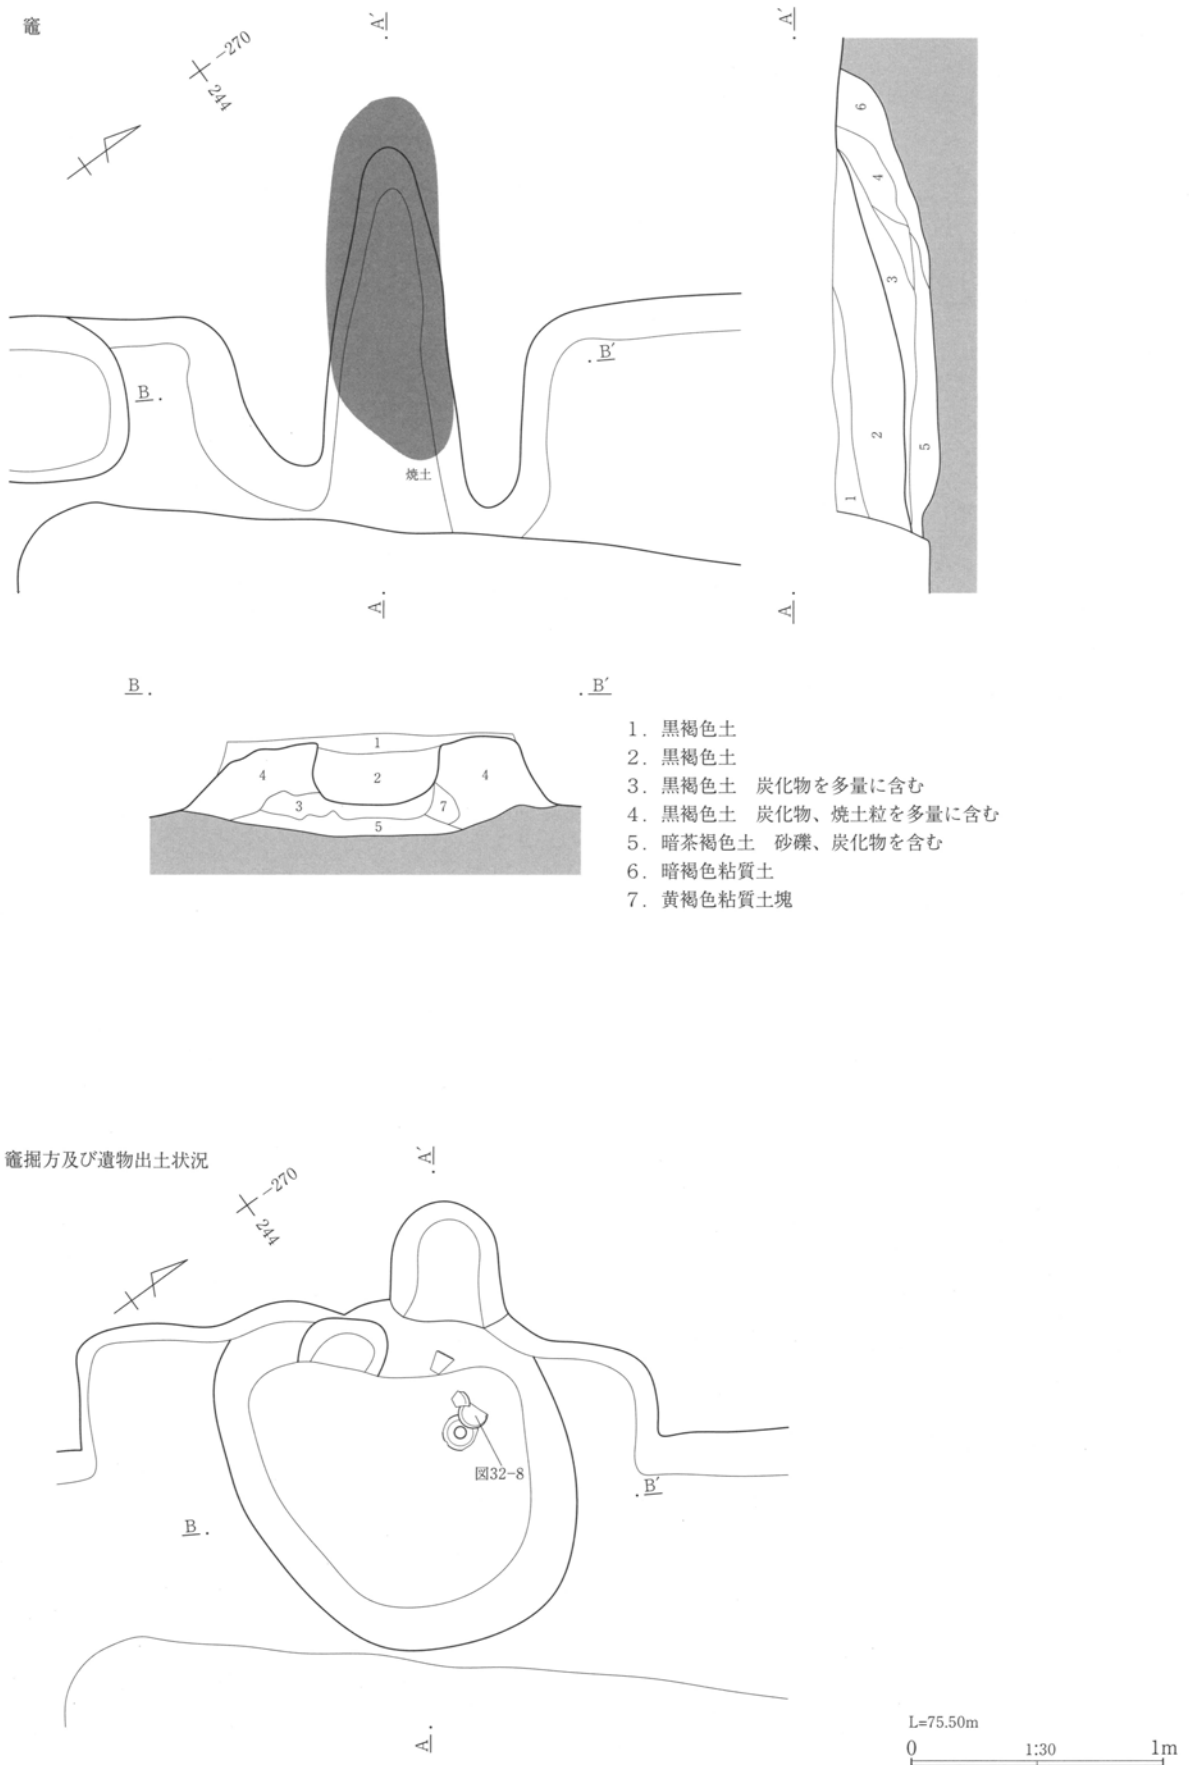 竈
A′
A′
−270
244
B
B′
焼土
6
4
3
2
5
1
A
A
B
B′
1
4
2
4
3
7
5
1．黒褐色土
2．黒褐色土
3．黒褐色土　炭化物を多量に含む
4．黒褐色土　炭化物、焼土粒を多量に含む
5．暗茶褐色土　砂礫、炭化物を含む
6．暗褐色粘質土
7．黄褐色粘質土塊
竈掘方及び遺物出土状況
A′
−270
244
図32-8
B′
B
A
L=75.50m
0 1:30 1m